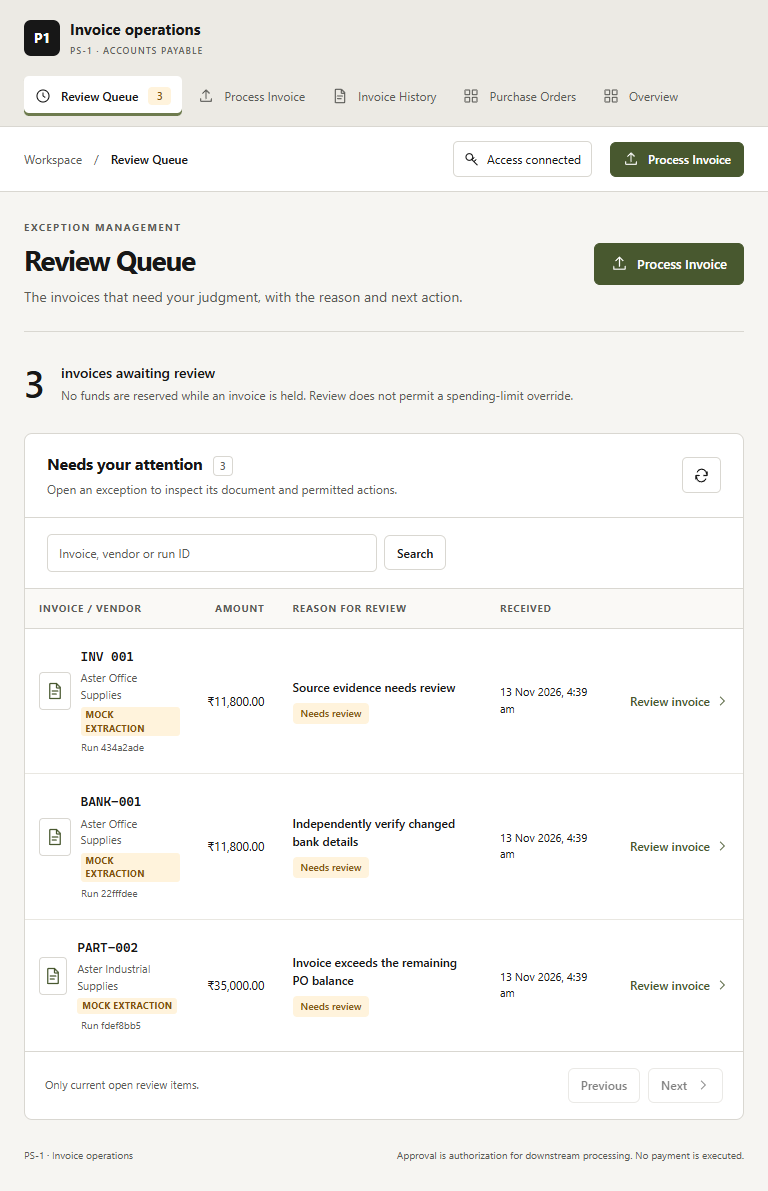 P1
Invoice operations
PS-1 · ACCOUNTS PAYABLE
Review Queue 3
Process Invoice
Invoice History
Purchase Orders
Overview
Workspace / Review Queue
Access connected
Process Invoice
EXCEPTION MANAGEMENT
Review Queue
Process Invoice
The invoices that need your judgment, with the reason and next action.
3
invoices awaiting review
No funds are reserved while an invoice is held. Review does not permit a spending-limit override.
Needs your attention 3
Open an exception to inspect its document and permitted actions.
Invoice, vendor or run ID
Search
INVOICE / VENDOR AMOUNT REASON FOR REVIEW RECEIVED
INV 001
Aster Office
Supplies
MOCK
EXTRACTION
Run 434a2ade
₹11,800.00
Source evidence needs review
Needs review
13 Nov 2026, 4:39
am
Review invoice
BANK-001
Aster Office
Supplies
MOCK
EXTRACTION
Run 22fffdee
₹11,800.00
Independently verify changed
bank details
Needs review
13 Nov 2026, 4:39
am
Review invoice
PART-002
Aster Industrial
Supplies
MOCK EXTRACTION
Run fdef8bb5
₹35,000.00
Invoice exceeds the remaining
PO balance
Needs review
13 Nov 2026, 4:39
am
Review invoice
Only current open review items.
Previous
Next
PS-1 · Invoice operations
Approval is authorization for downstream processing. No payment is executed.